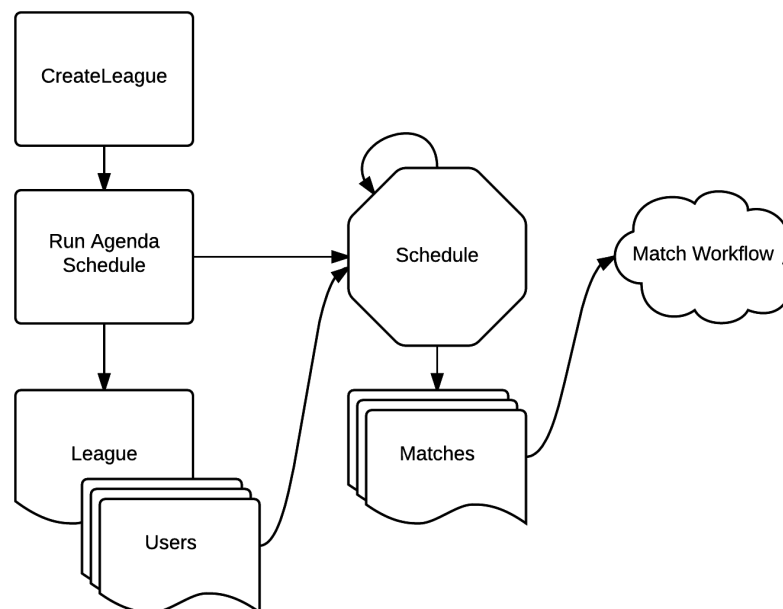 CreateLeague
Run Agenda
Schedule
Schedule
Match Workflow
League
Matches
Users